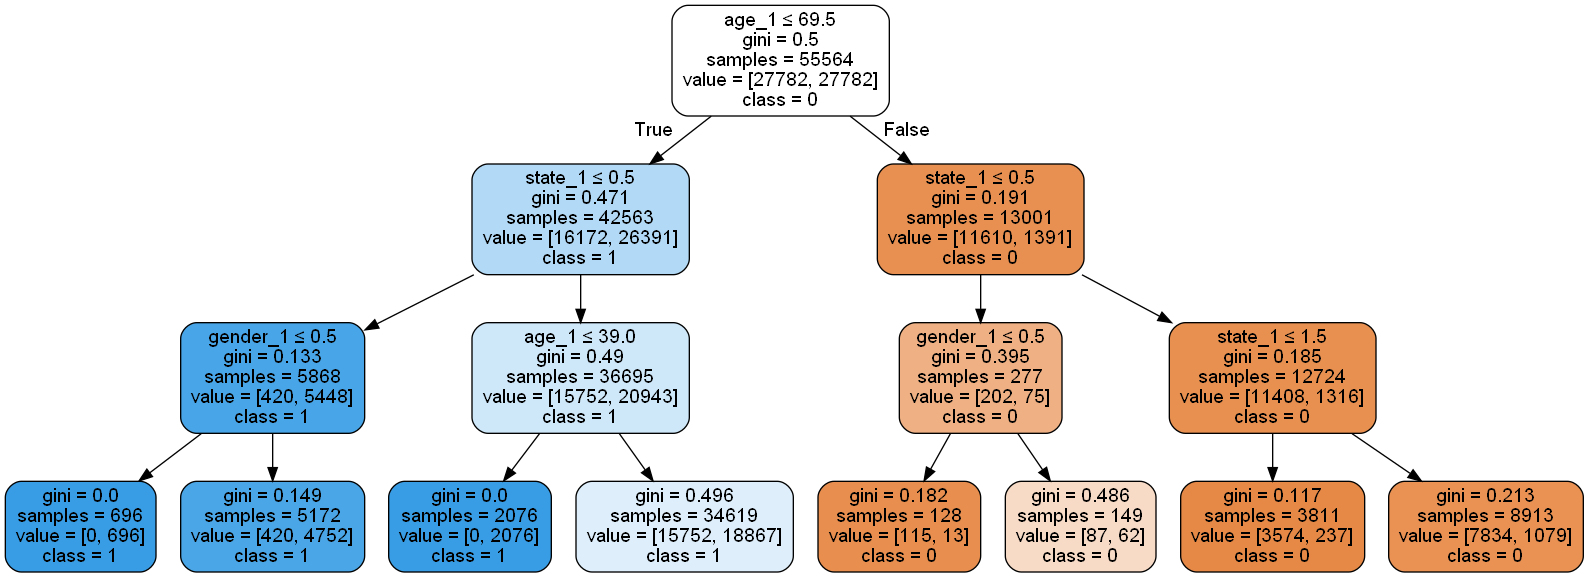 age_1 ≤ 69.5
gini = 0.5
samples = 55564
value = [27782, 27782]
class = 0
True
False
state_1 ≤ 0.5
gini = 0.471
samples = 42563
value = [16172, 26391]
class = 1
state_1 ≤ 0.5
gini = 0.191
samples = 13001
value = [11610, 1391]
class = 0
gender_1 ≤ 0.5
gini = 0.133
samples = 5868
value = [420, 5448]
class = 1
age_1 ≤ 39.0
gini = 0.49
samples = 36695
value = [15752, 20943]
class = 1
gender_1 ≤ 0.5
gini = 0.395
samples = 277
value = [202, 75]
class = 0
state_1 ≤ 1.5
gini = 0.185
samples = 12724
value = [11408, 1316]
class = 0
gini = 0.0
samples = 696
value = [0, 696]
class = 1
gini = 0.149
samples = 5172
value = [420, 4752]
class = 1
gini = 0.0
samples = 2076
value = [0, 2076]
class = 1
gini = 0.496
samples = 34619
value = [15752, 18867]
class = 1
gini = 0.182
samples = 128
value = [115, 13]
class = 0
gini = 0.486
samples = 149
value = [87, 62]
class = 0
gini = 0.117
samples = 3811
value = [3574, 237]
class = 0
gini = 0.213
samples = 8913
value = [7834, 1079]
class = 0